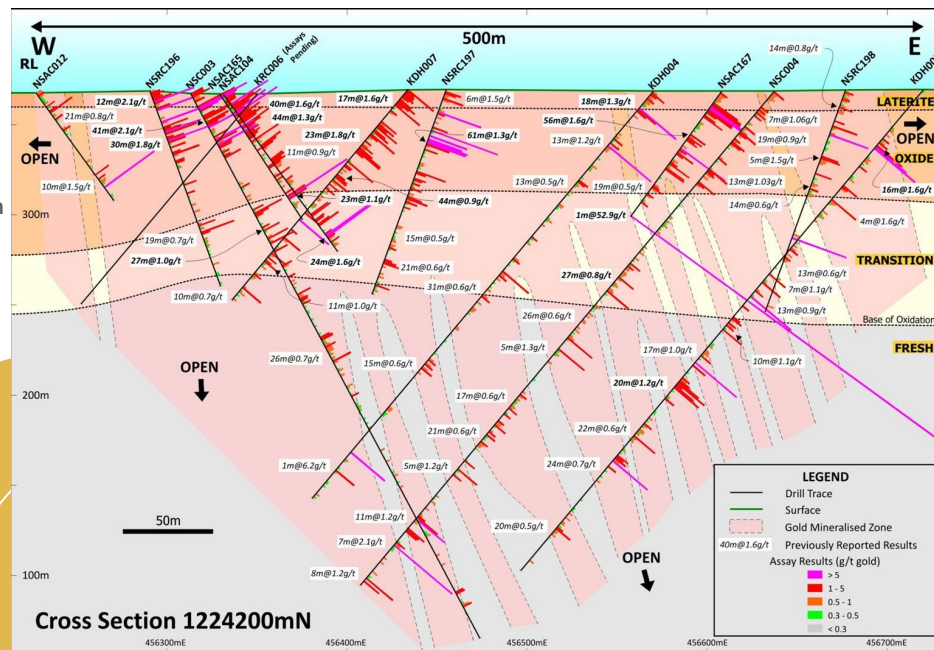 W
500m
E
RL
NSAC012
NSRC196
NSC003
NSAC165
NSAC104
KRC006 (Assays
Pending)
KDH007
NSRC197
KDH004
NSAC167
NSC004
NSRC198
14m@0.8g/t
6m@1.5g/t
12m@2.1g/t
21m@0.8g/t
41m@2.1g/t
30m@1.8g/t
40m@1.6g/t
44m@1.3g/t
17m@1.6g/t
23m@1.8g/t
11m@0.9g/t
61m@1.3g/t
18m@1.3g/t
56m@1.6g/t
13m@1.2g/t
7m@1.06g/t
19m@0.9g/t
5m@1.5g/t
LATERITE
OPEN
OPEN
OXIDE
10m@1.5g/t
13m@0.5g/t
19m@0.5g/t
13m@1.03g/t
14m@0.6g/t
16m@1.6g/t
300m
23m@1.1g/t
44m@0.9g/t
1m@52.9g/t
4m@1.6g/t
19m@0.7g/t
27m@1.0g/t
24m@1.6g/t
15m@0.5g/t
21m@0.6g/t
31m@0.6g/t
27m@0.8g/t
TRANSITION
10m@0.7g/t
11m@1.0g/t
13m@0.6g/t
7m@1.1g/t
13m@0.9g/t
26m@0.6g/t
Base of Oxidation
FRESH
OPEN
26m@0.7g/t
15m@0.6g/t
5m@1.3g/t
17m@1.0g/t
10m@1.1g/t
200m
17m@0.6g/t
20m@1.2g/t
21m@0.6g/t
22m@0.6g/t
1m@6.2g/t
5m@1.2g/t
24m@0.7g/t
50m
11m@1.2g/t
7m@2.1g/t
20m@0.5g/t
8m@1.2g/t
100m
OPEN
LEGEND
Drill Trace
Surface
Gold Mineralised Zone
40m@1.6g/t Previously Reported Results
Assay Results (g/t gold)
> 5
1 - 5
0.5 - 1
0.3 - 0.5
< 0.3
Cross Section 1224200mN
456300mE
456400mE
456500mE
456600mE
456700mE